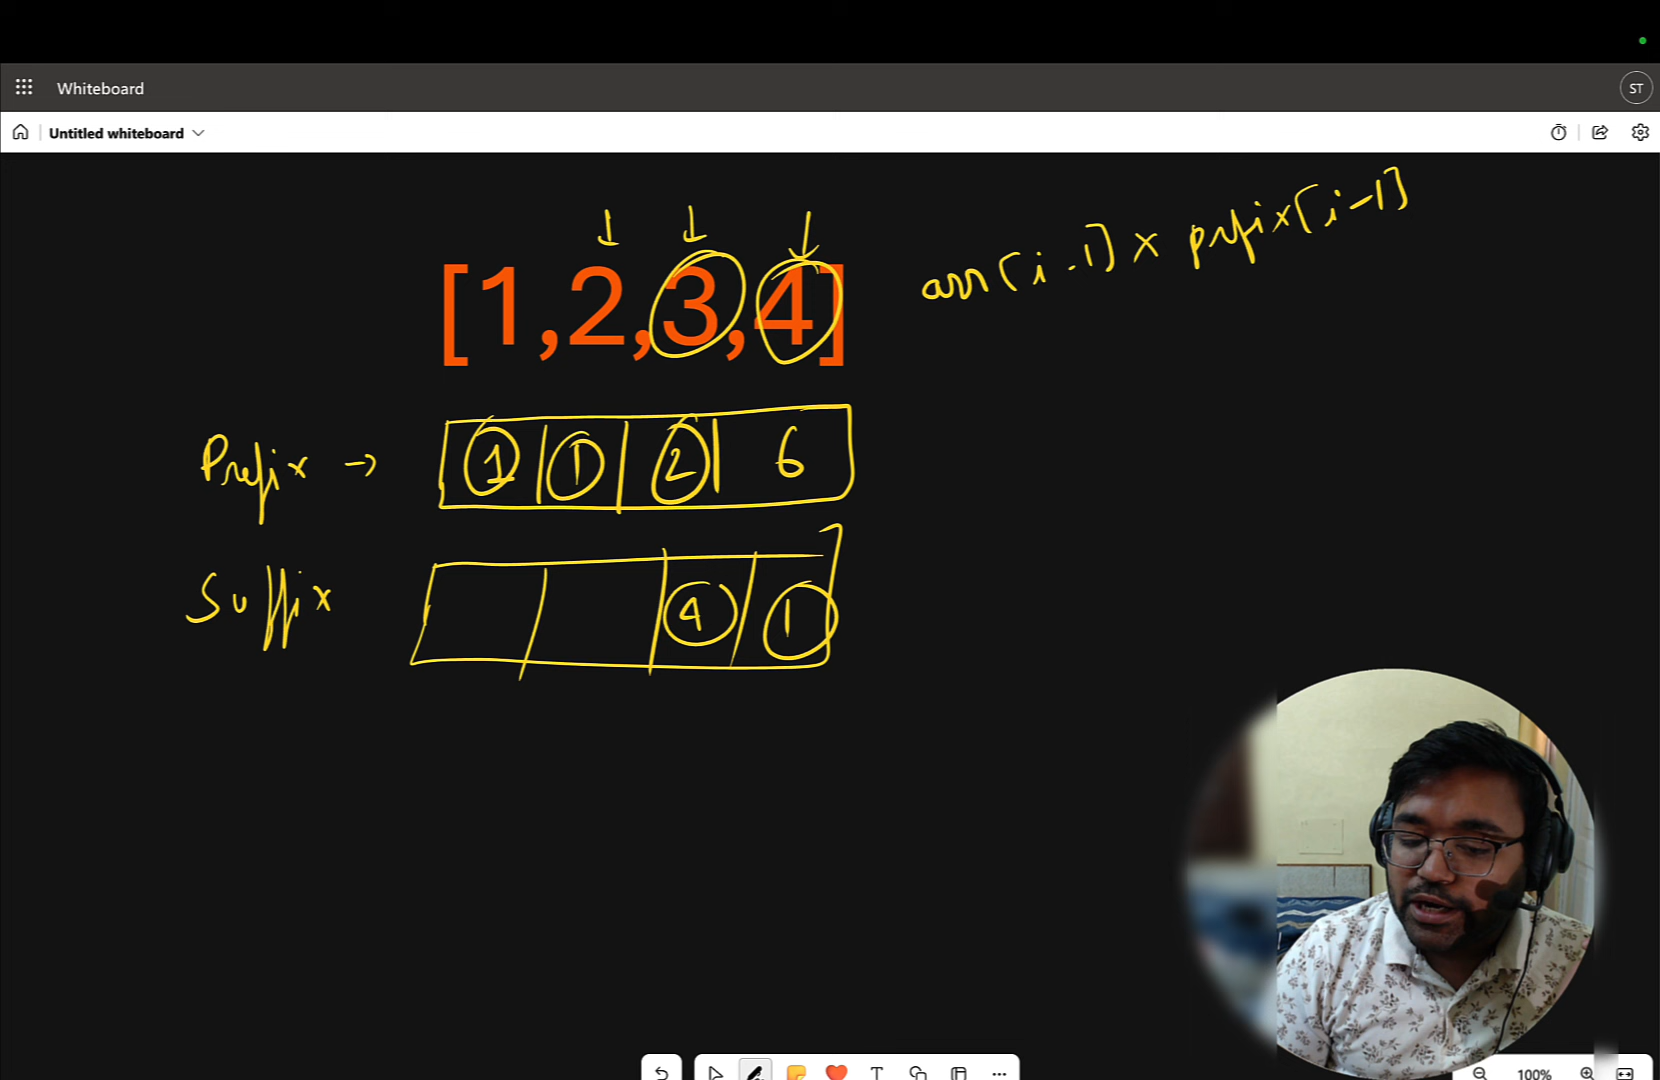 ST
Whiteboard
Untitled whiteboard
arr[i-1] x prefix[i-1]
[1,2,3,4]
Prefix → 1 1 2 6
Suffix 4 1
T
100%